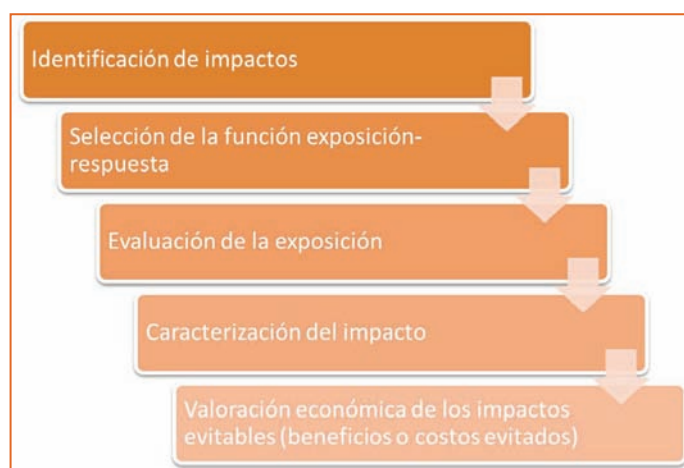 Identificación de impactos
Selección de la función exposición-
respuesta
Evaluación de la exposición
Caracterización del impacto
Valoración económica de los impactos
evitables (beneficios o costos evitados)